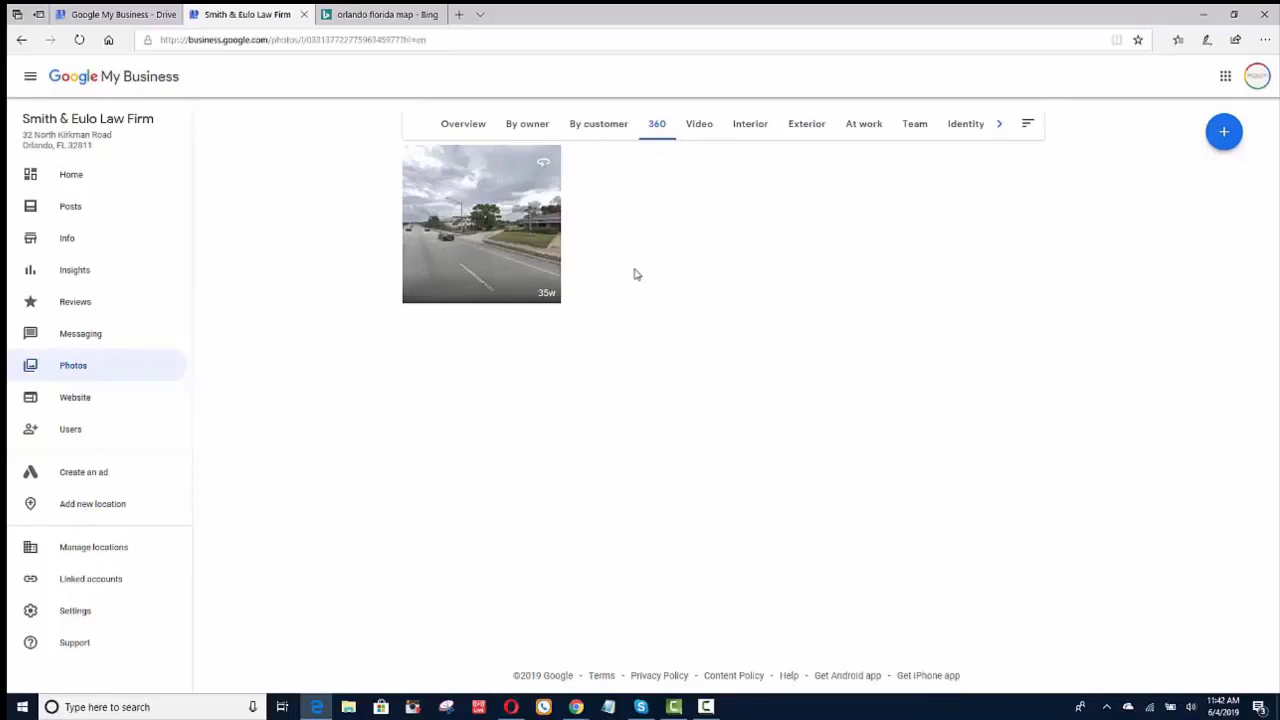 Google My Business - Drive
Smith & Eulo Law Firm
orlando florida map - Bing
Google My Business
Smith & Eulo Law Firm
32 North Kirkman Road
Orlando, FL 32811
Overview
By owner
By customer
360
Video
Interior
Exterior
At work
Team
Identity
35w
Home
Posts
Info
Insights
Reviews
Messaging
Photos
Website
Users
Create an ad
Add new location
Manage locations
Linked accounts
Settings
Support
©2019 Google - Terms - Privacy Policy - Content Policy - Help - Get Android app - Get iPhone app
Type here to search
11:42 AM
6/4/2019